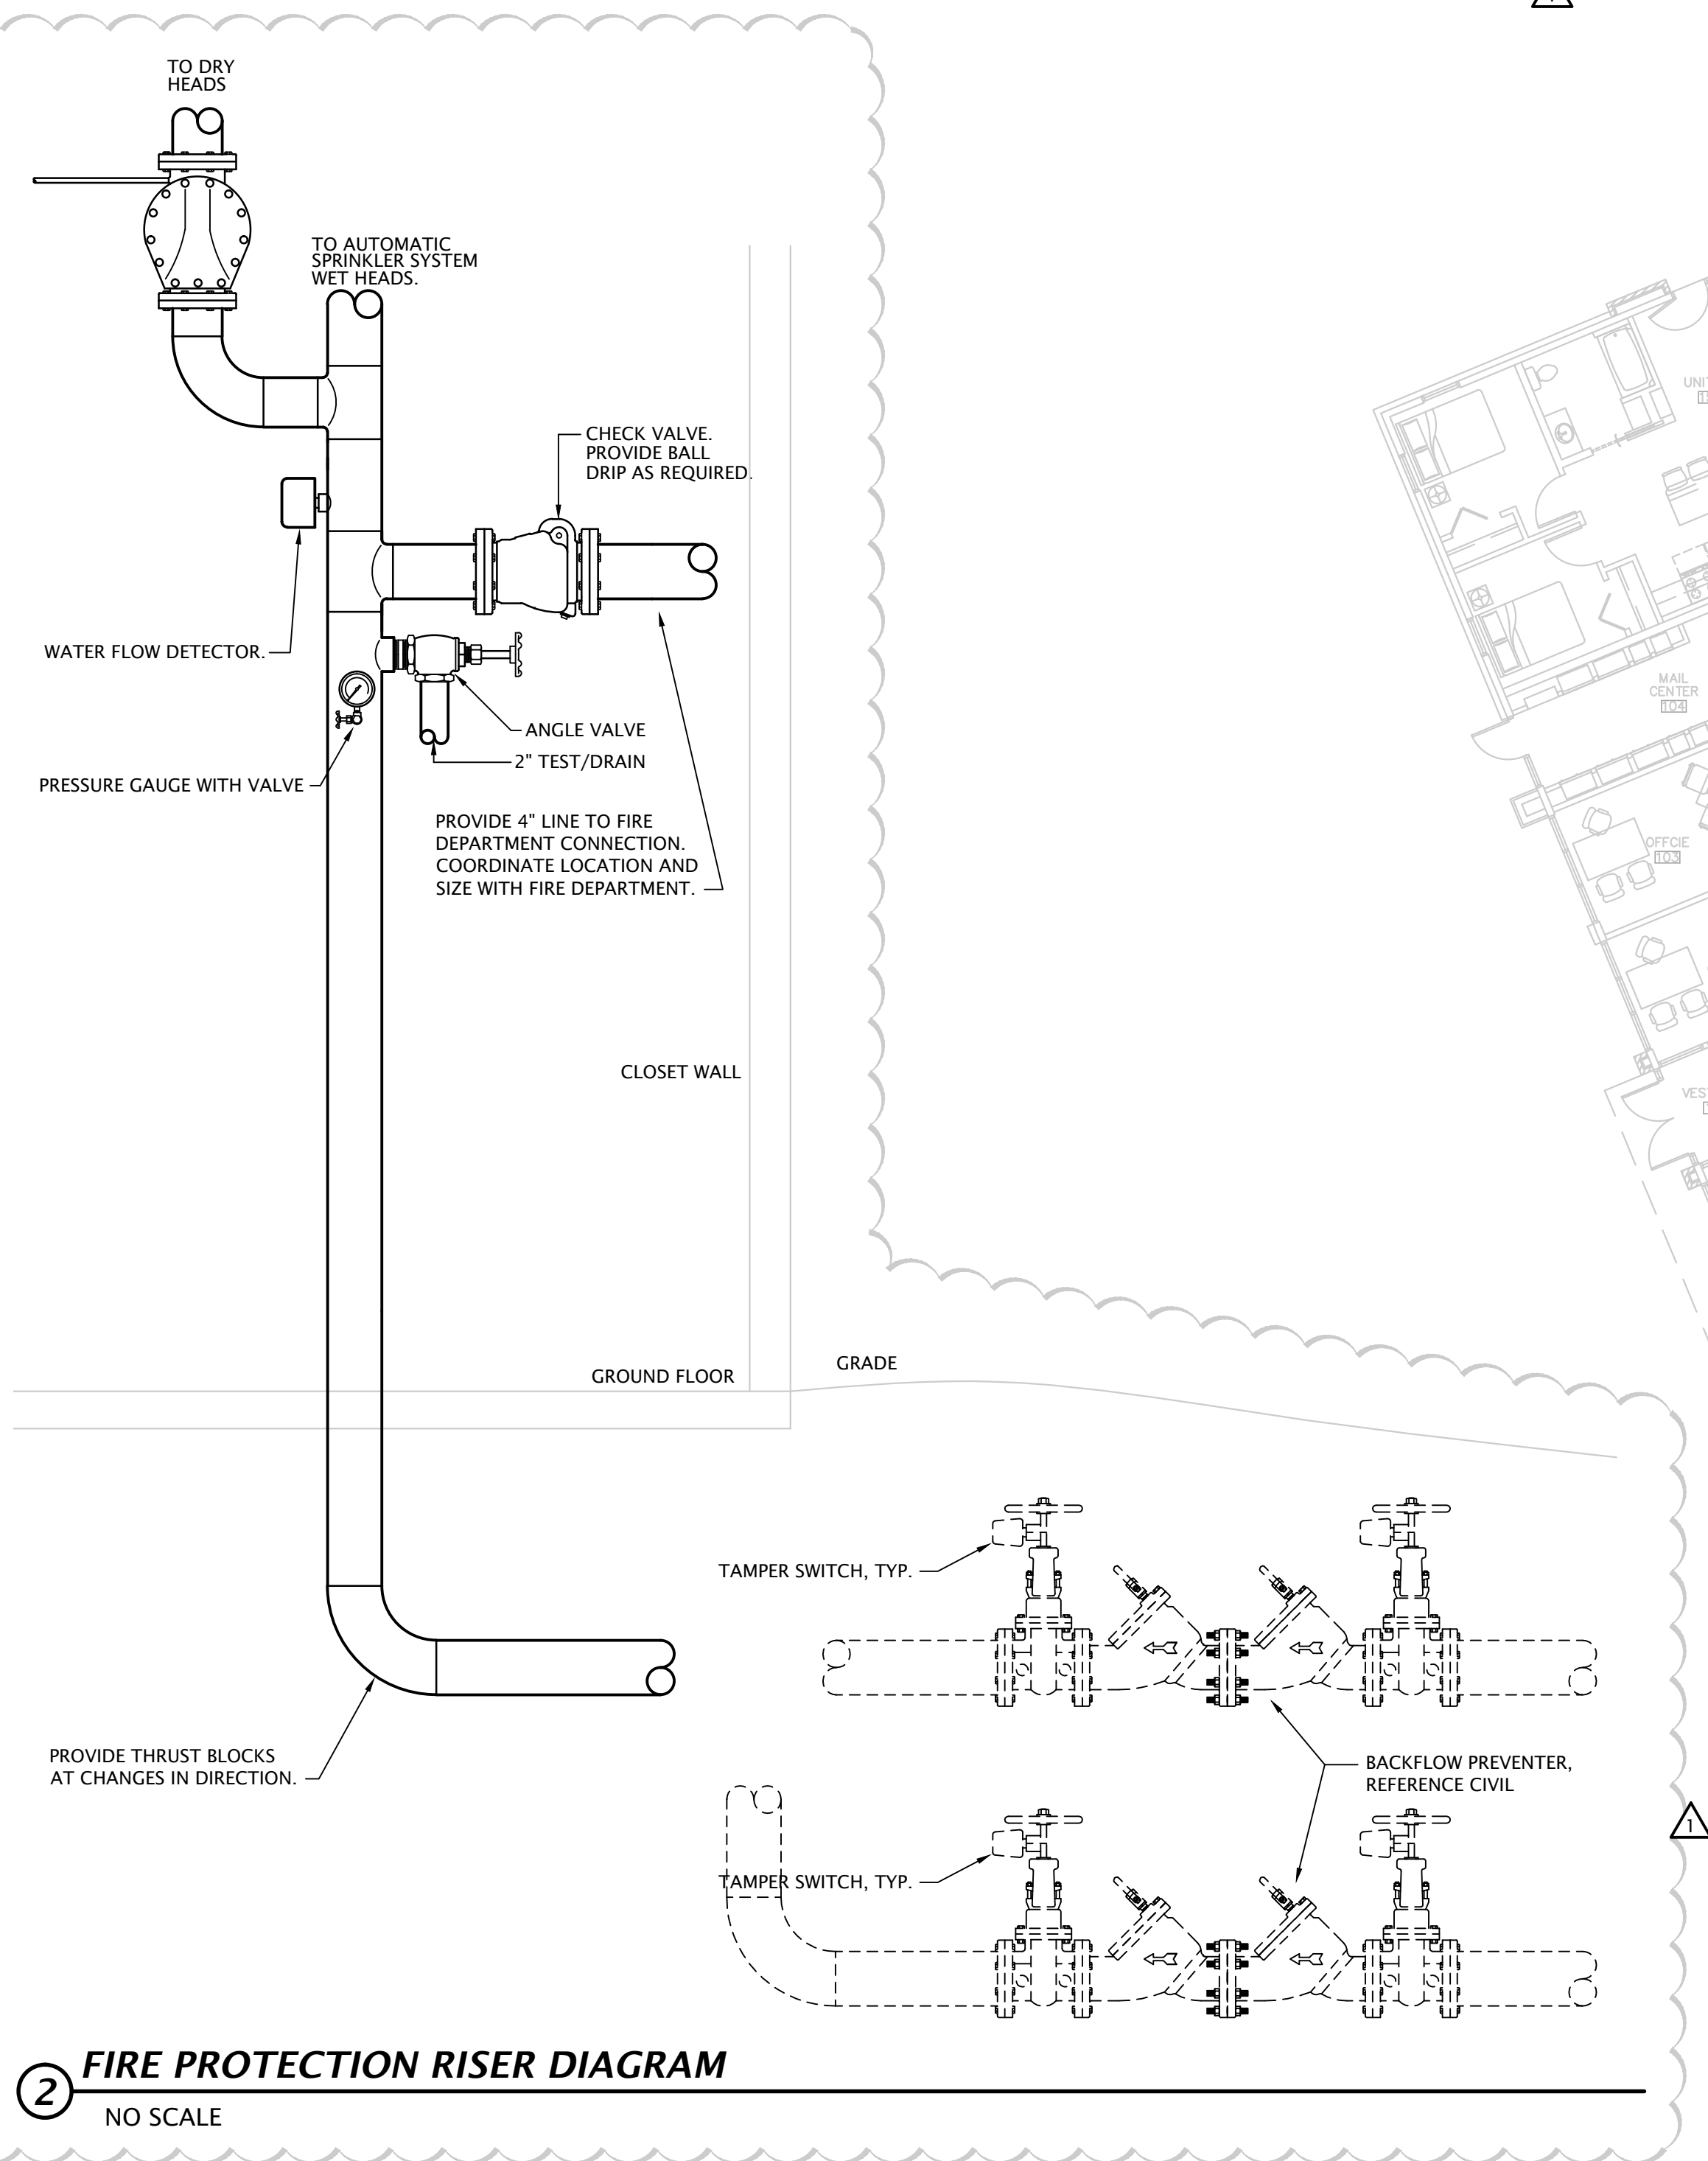 TO DRY
HEADS
TO AUTOMATIC
SPRINKLER SYSTEM
WET HEADS.
CHECK VALVE.
PROVIDE BALL
DRIP AS REQUIRED.
WATER FLOW DETECTOR.
ANGLE VALVE
2" TEST/DRAIN
PRESSURE GAUGE WITH VALVE
PROVIDE 4" LINE TO FIRE
DEPARTMENT CONNECTION.
COORDINATE LOCATION AND
SIZE WITH FIRE DEPARTMENT.
MAIL
CENTER
104
OFFCIE
103
CLOSET WALL
GROUND FLOOR
GRADE
TAMPER SWITCH, TYP.
PROVIDE THRUST BLOCKS
AT CHANGES IN DIRECTION.
BACKFLOW PREVENTER,
REFERENCE CIVIL
1
TAMPER SWITCH, TYP.
2
FIRE PROTECTION RISER DIAGRAM
NO SCALE